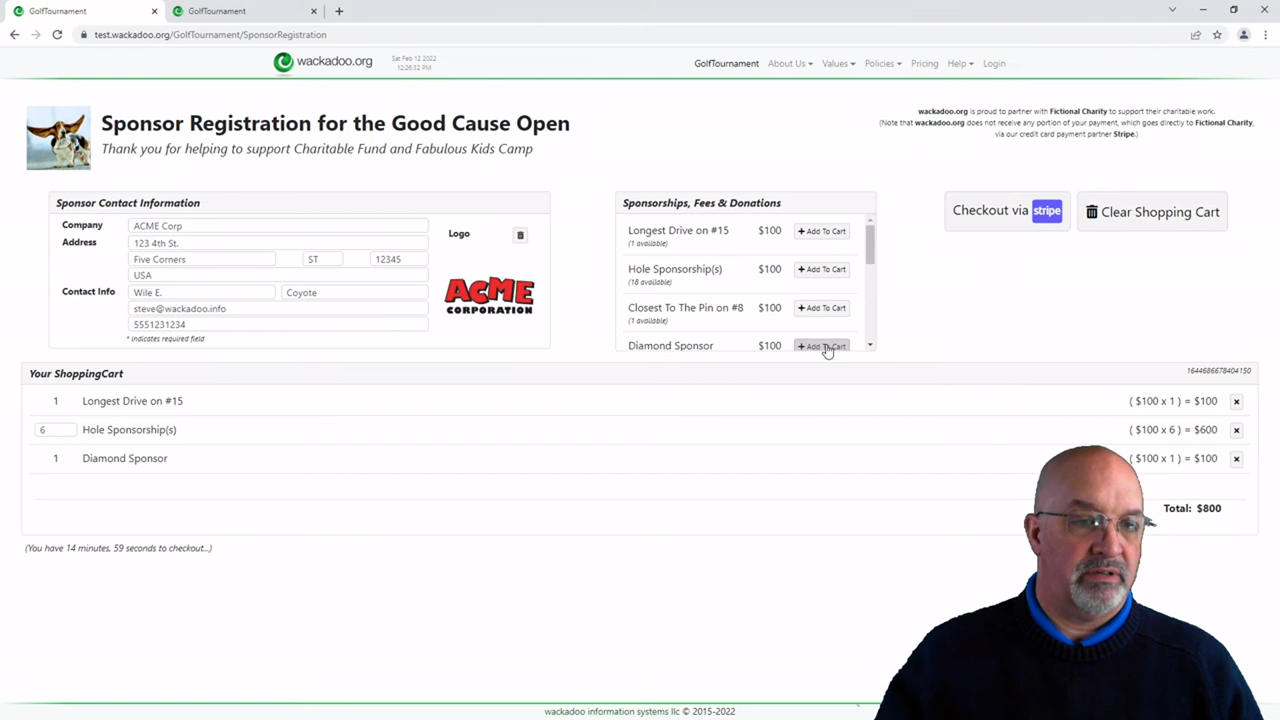 GolfTournament
GolfTournament
test.wackadoo.org/GolfTournament/SponsorRegistration
wackadoo.org
Sat Feb 12 2022
12:26:32 PM
GolfTournament About Us Values Policies Pricing Help Login
Sponsor Registration for the Good Cause Open
Thank you for helping to support Charitable Fund and Fabulous Kids Camp
wackadoo.org is proud to partner with Fictional Charity to support their charitable work.
(Note that wackadoo.org does not receive any portion of your payment, which goes directly to Fictional Charity,
via our credit card payment partner Stripe.)
Sponsor Contact Information
Company ACME Corp
Address 123 4th St.
Five Corners ST 12345
USA
Contact Info Wile E. Coyote
steve@wackadoo.info
5551231234
* indicates required field
Logo
ACME
CORPORATION
Sponsorships, Fees & Donations
Longest Drive on #15 $100 + Add To Cart
(1 available)
Hole Sponsorship(s) $100 + Add To Cart
(18 available)
Closest To The Pin on #8 $100 + Add To Cart
(1 available)
Diamond Sponsor $100 + Add To Cart
Checkout via stripe
Clear Shopping Cart
Your ShoppingCart
1644686678404150
1 Longest Drive on #15 ( $100 x 1 ) = $100
6 Hole Sponsorship(s) ( $100 x 6 ) = $600
1 Diamond Sponsor ( $100 x 1 ) = $100
Total: $800
(You have 14 minutes, 59 seconds to checkout...)
wackadoo information systems llc © 2015-2022